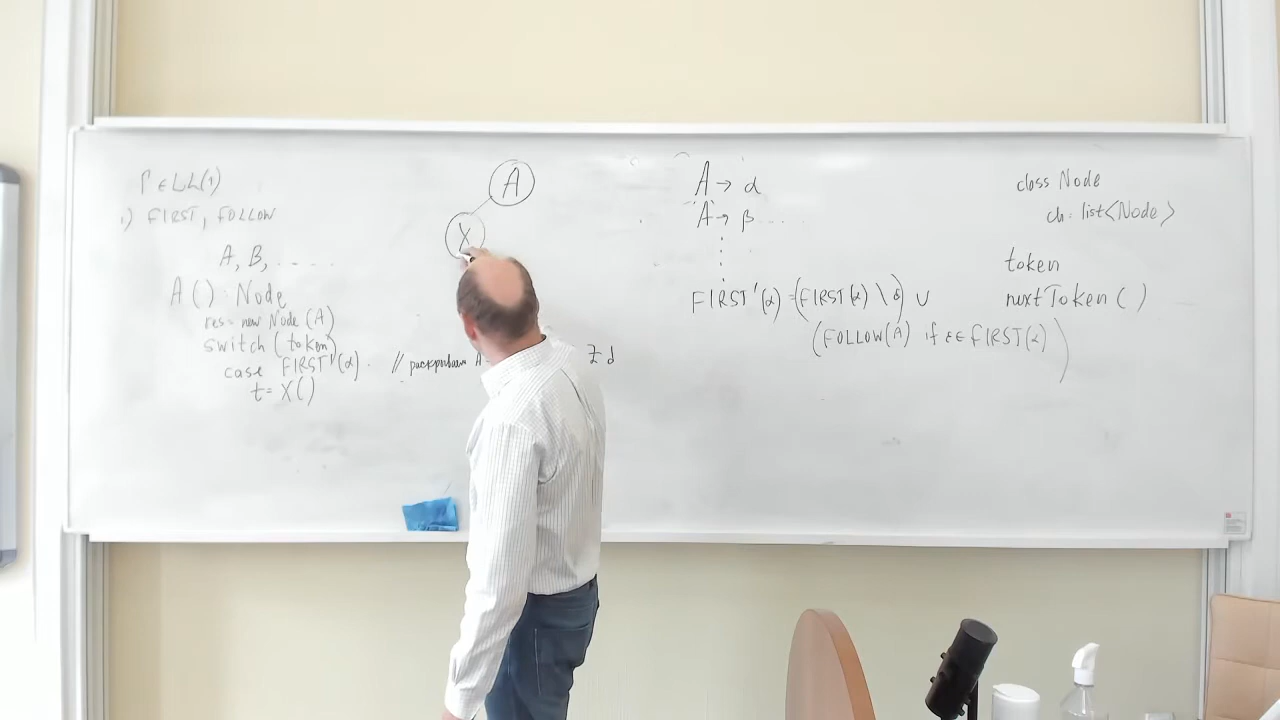 Γ ∈ LL(1)
1) FIRST, FOLLOW
A, B, .....
A() : Node
res = new Node (A)
switch (token)
case FIRST'(α) . // раскрываем A
t = X()
A
X
A → α
A → β ....
FIRST'(α) = (FIRST(α) \ ε) ∪
(FOLLOW(A) if ε ∈ FIRST(α))
class Node
ch : list<Node>
token
nextToken()